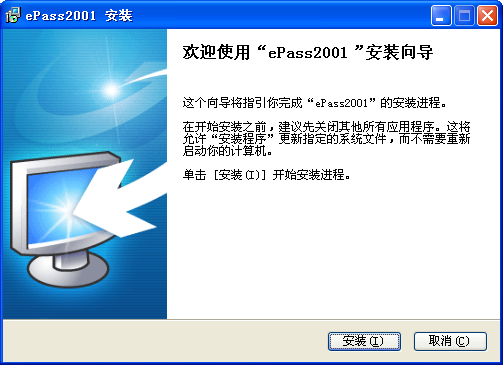 ePass2001 安装
欢迎使用“ePass2001 ”安装向导
这个向导将指引你完成“ePass2001”的安装进程。
在开始安装之前，建议先关闭其他所有应用程序。这将
允许“安装程序”更新指定的系统文件，而不需要重新
启动你的计算机。
单击 [安装(I)] 开始安装进程。
安装(I)
取消(C)